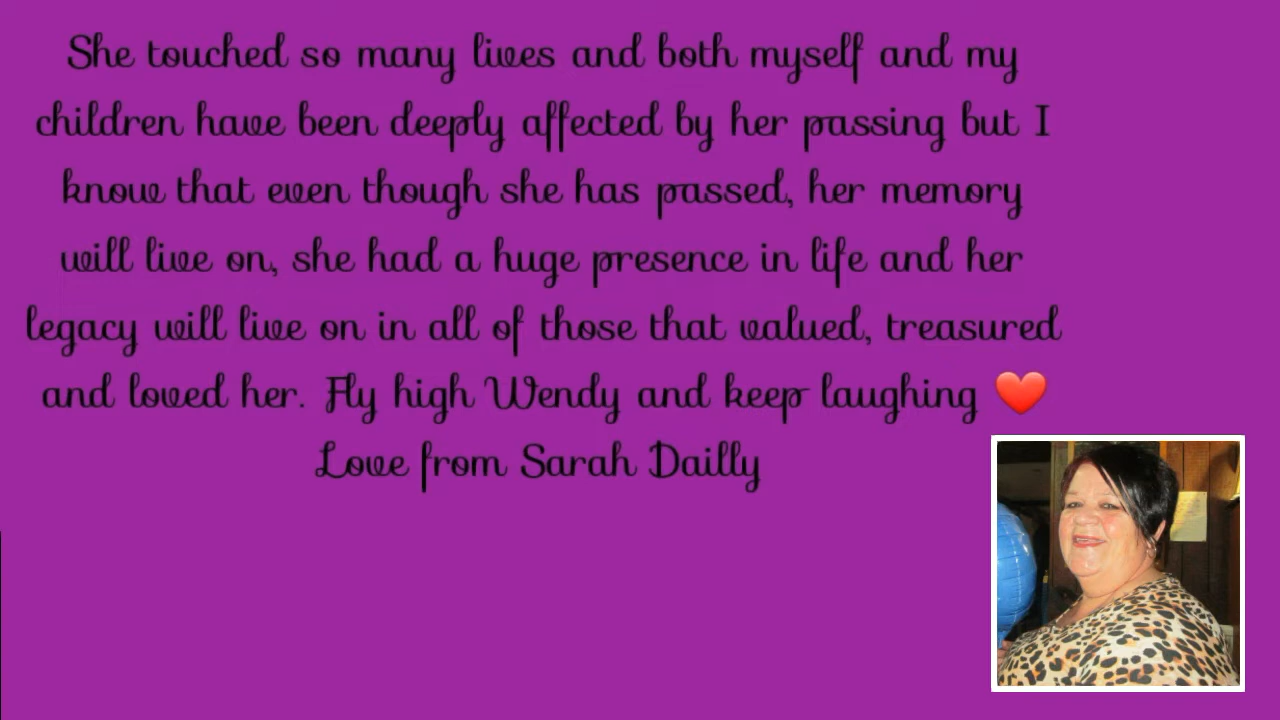 She touched so many lives and both myself and my
children have been deeply affected by her passing but I
know that even though she has passed, her memory
will live on, she had a huge presence in life and her
legacy will live on in all of those that valued, treasured
and loved her. Fly high Wendy and keep laughing ❤️
Love from Sarah Dailly